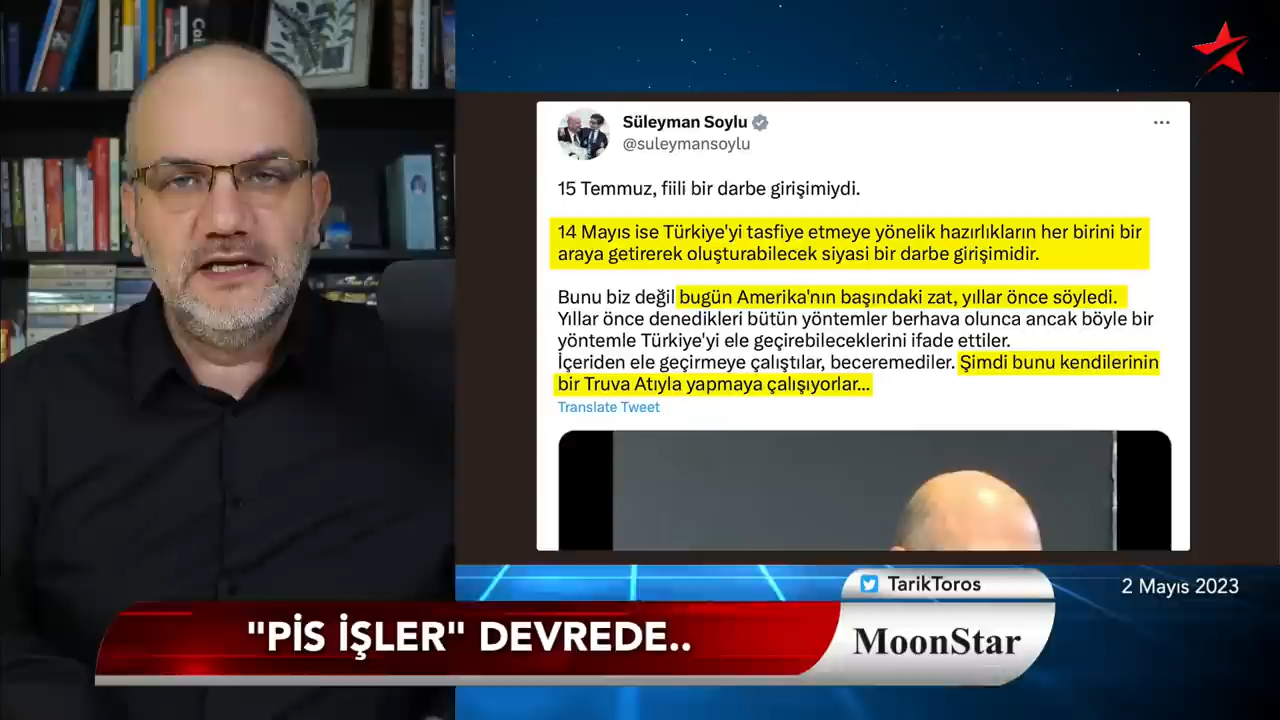 Süleyman Soylu
@suleymansoylu
15 Temmuz, fiili bir darbe girişimiydi.
14 Mayıs ise Türkiye'yi tasfiye etmeye yönelik hazırlıkların her birini bir
araya getirerek oluşturabilecek siyasi bir darbe girişimidir.
Bunu biz değil bugün Amerika'nın başındaki zat, yıllar önce söyledi.
Yıllar önce denedikleri bütün yöntemler berhava olunca ancak böyle bir
yöntemle Türkiye'yi ele geçirebileceklerini ifade ettiler.
İçeriden ele geçirmeye çalıştılar, beceremediler. Şimdi bunu kendilerinin
bir Truva Atıyla yapmaya çalışıyorlar...
Translate Tweet
TarikToros
2 Mayıs 2023
"PİS İŞLER" DEVREDE..
MoonStar